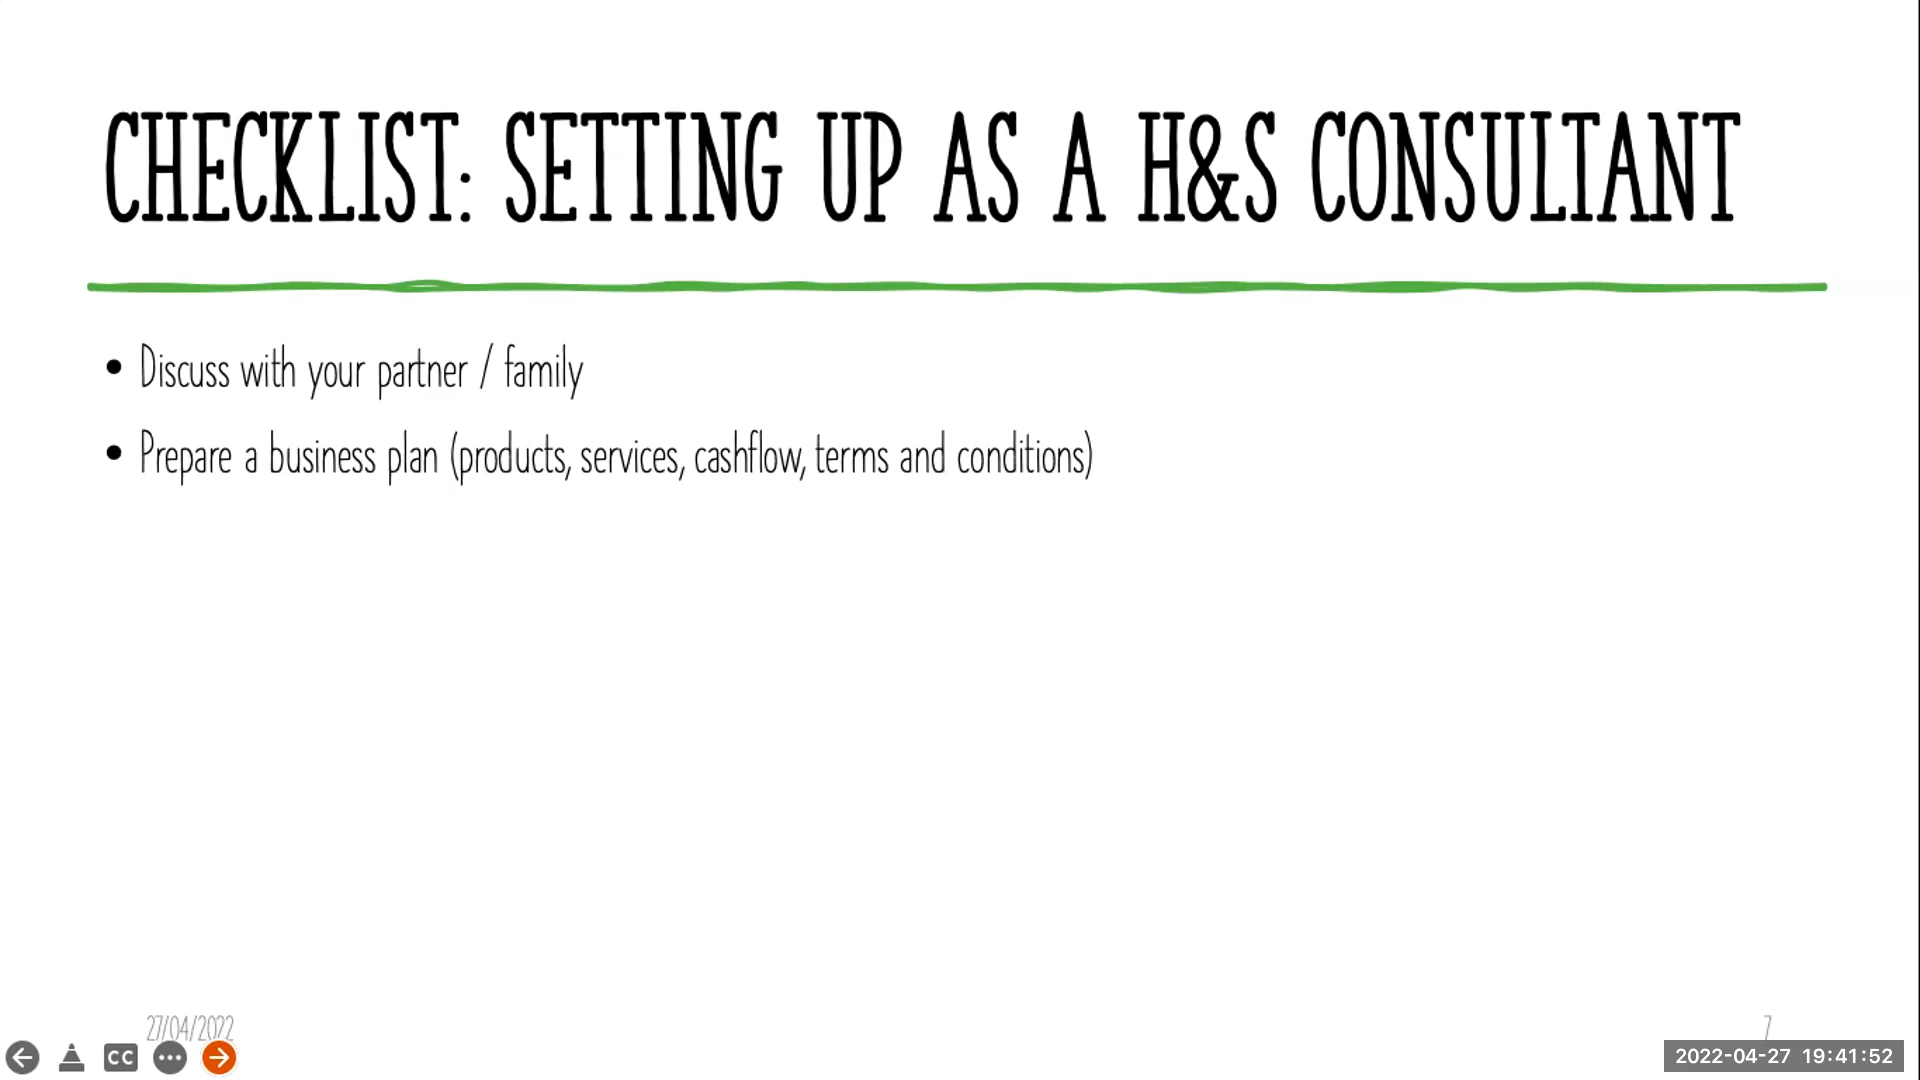 CHECKLIST: SETTING UP AS A H&S CONSULTANT
• Discuss with your partner / family
• Prepare a business plan (products, services, cashflow, terms and conditions)
27/04/2022
7
CC
2022-04-27 19:41:52